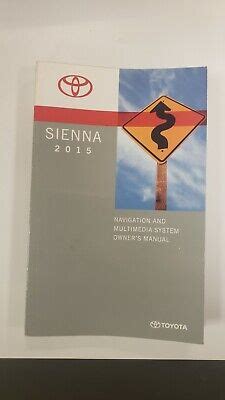 SIENNA
2015
NAVIGATION AND
MULTIMEDIA SYSTEM
OWNER'S MANUAL
TOYOTA